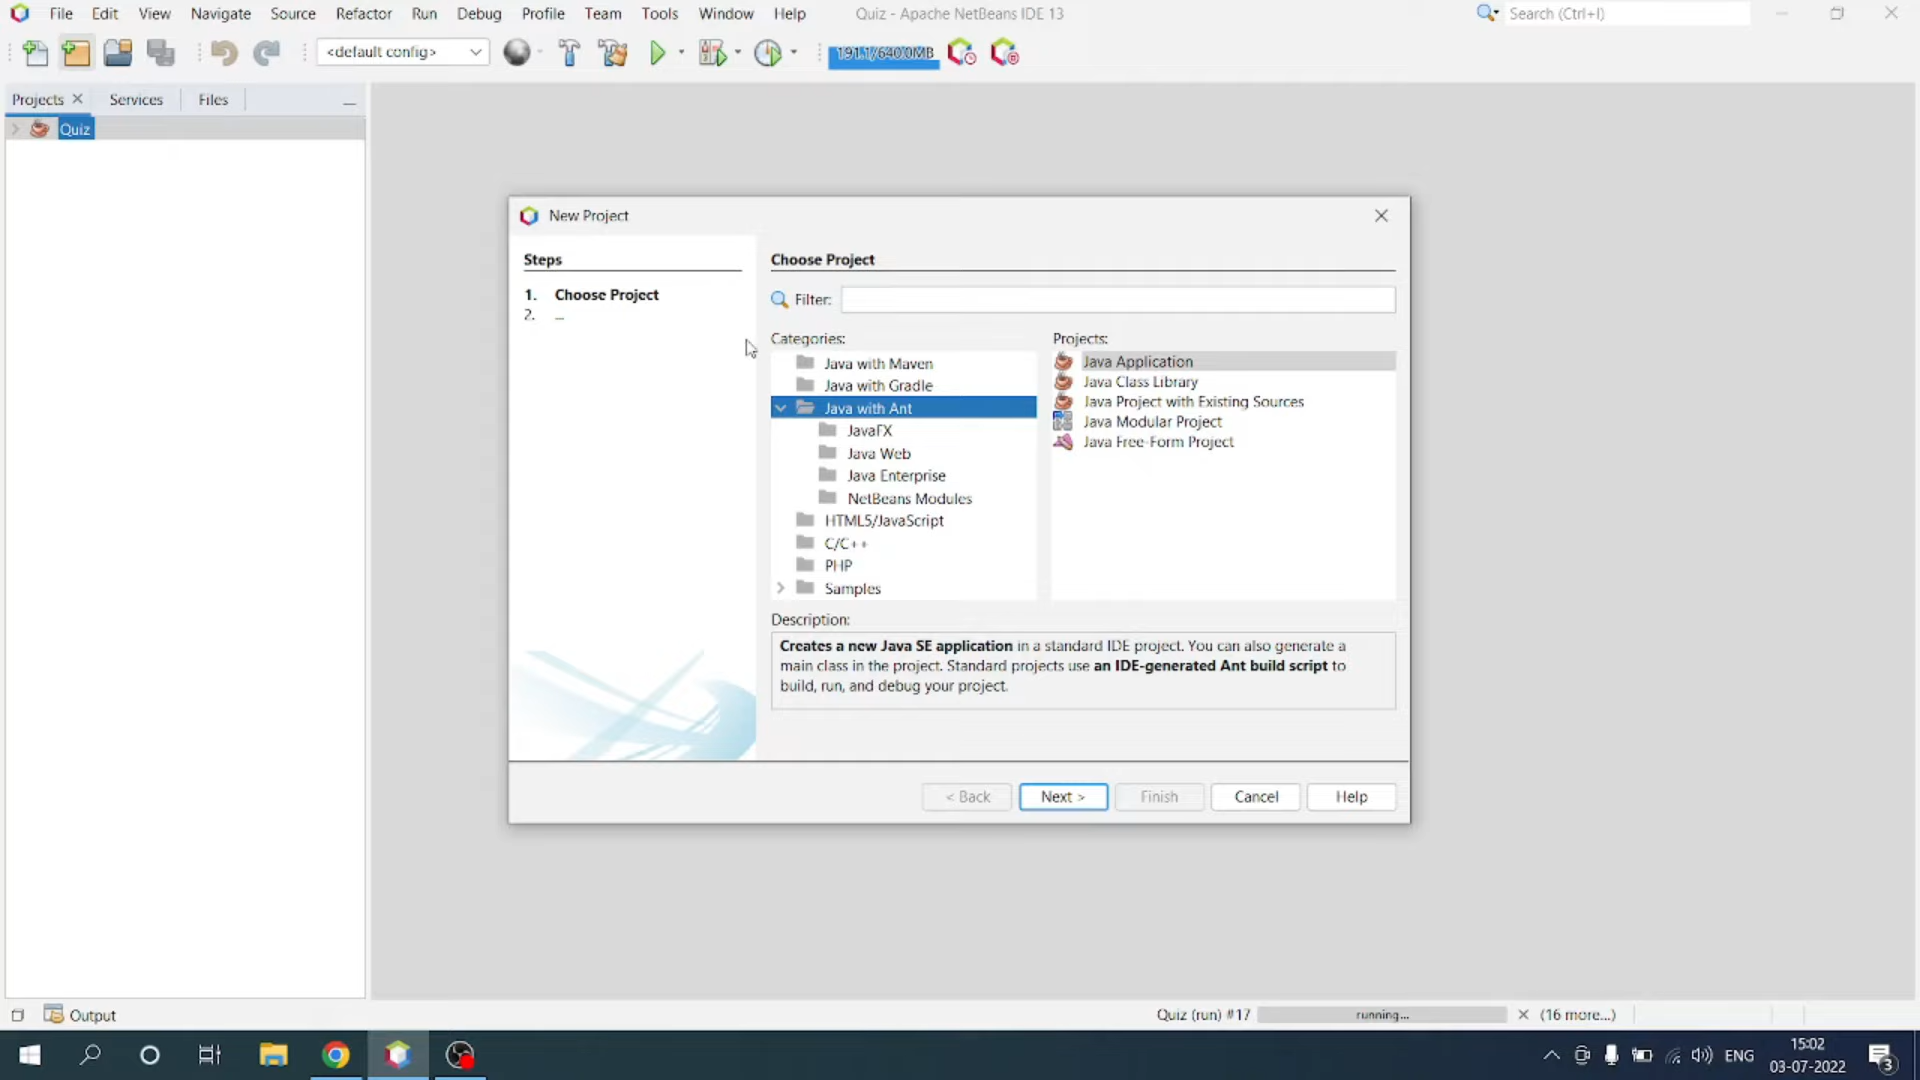 File Edit View Navigate Source Refactor Run Debug Profile Team Tools Window Help Quiz - Apache NetBeans IDE 13 Search (Ctrl+I)
<default config> 191.1/640.0MB
Projects Services Files
Quiz
New Project
Steps
1. Choose Project
2. ...
Choose Project
Filter:
Categories:
Java with Maven
Java with Gradle
Java with Ant
JavaFX
Java Web
Java Enterprise
NetBeans Modules
HTML5/JavaScript
C/C++
PHP
Samples
Projects:
Java Application
Java Class Library
Java Project with Existing Sources
Java Modular Project
Java Free-Form Project
Description:
Creates a new Java SE application in a standard IDE project. You can also generate a
main class in the project. Standard projects use an IDE-generated Ant build script to
build, run, and debug your project.
< Back Next > Finish Cancel Help
Output Quiz (run) #17 running... (16 more...)
ENG 15:02
03-07-2022 3